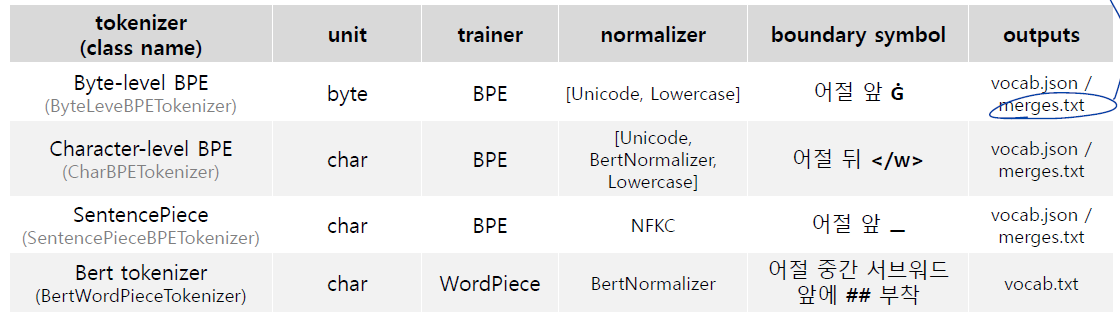 tokenizer
(class name)
unit
trainer
normalizer
boundary symbol
outputs
Byte-level BPE
(ByteLeveBPETokenizer)
byte
BPE
[Unicode, Lowercase]
어절 앞 Ġ
vocab.json /
merges.txt
Character-level BPE
(CharBPETokenizer)
char
BPE
[Unicode,
BertNormalizer,
Lowercase]
어절 뒤 </w>
vocab.json /
merges.txt
SentencePiece
(SentencePieceBPETokenizer)
char
BPE
NFKC
어절 앞 ▁
vocab.json /
merges.txt
Bert tokenizer
(BertWordPieceTokenizer)
char
WordPiece
BertNormalizer
어절 중간 서브워드
앞에 ## 부착
vocab.txt